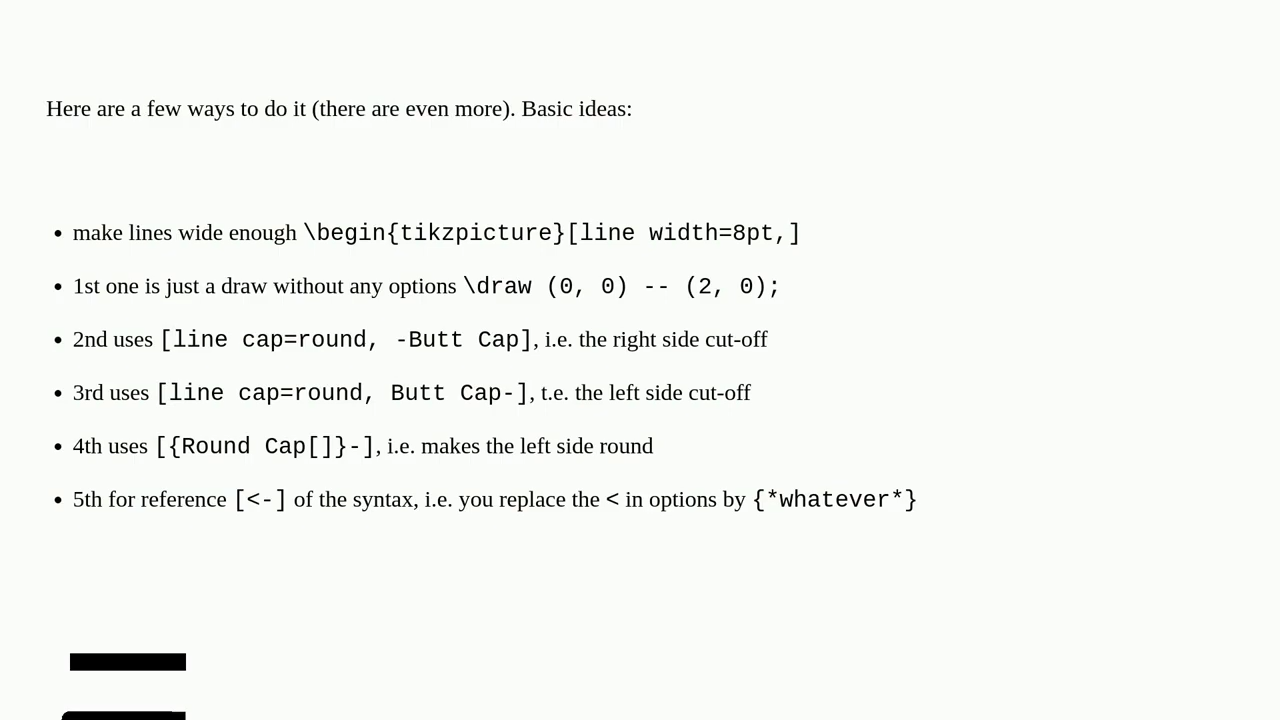 Here are a few ways to do it (there are even more). Basic ideas:
• make lines wide enough \begin{tikzpicture}[line width=8pt,]
• 1st one is just a draw without any options \draw (0, 0) -- (2, 0);
• 2nd uses [line cap=round, -Butt Cap], i.e. the right side cut-off
• 3rd uses [line cap=round, Butt Cap-], t.e. the left side cut-off
• 4th uses [{Round Cap[]}-], i.e. makes the left side round
• 5th for reference [<-] of the syntax, i.e. you replace the < in options by {*whatever*}